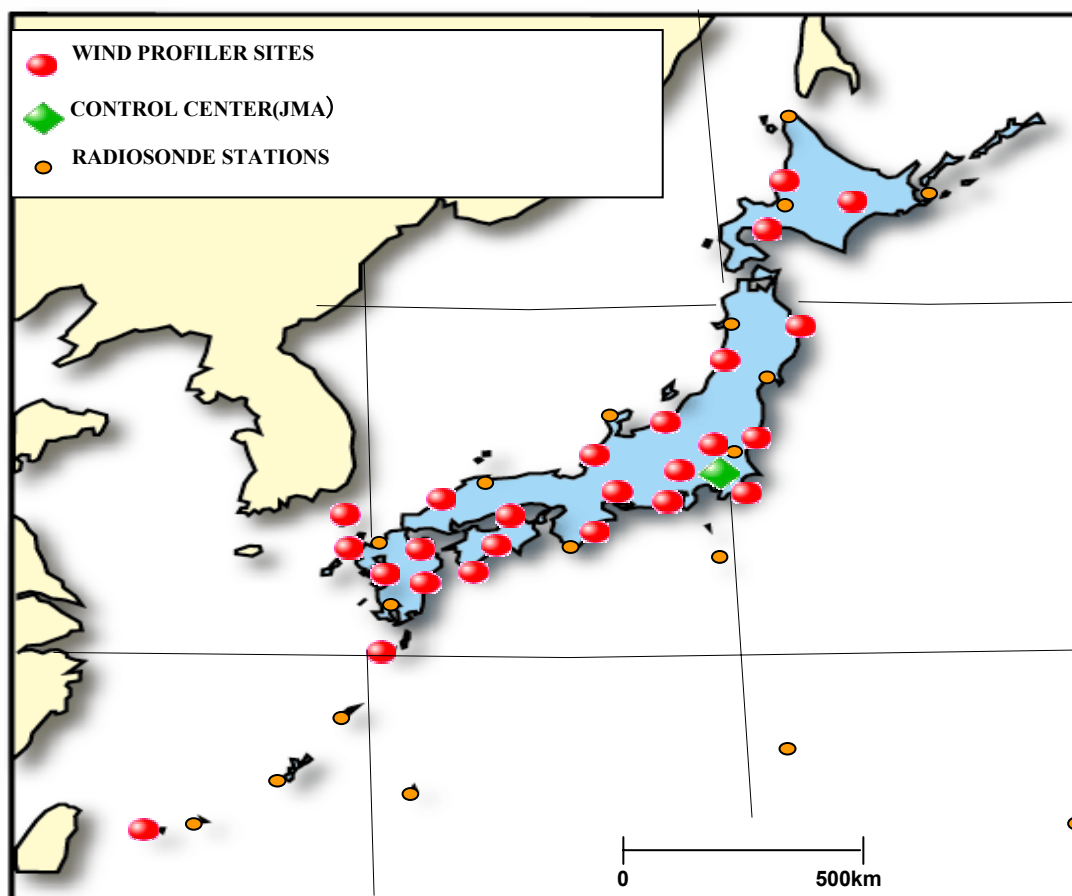 WIND PROFILER SITES
CONTROL CENTER(JMA）
RADIOSONDE STATIONS
0 500km